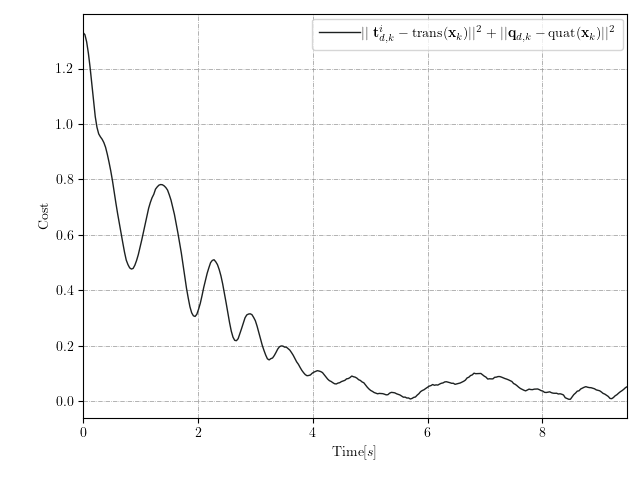 || t^i_{d,k} − trans(x_k)||² + ||q_{d,k} − quat(x_k)||²
1.2
1.0
0.8
0.6
0.4
0.2
0.0
Cost
0 2 4 6 8
Time[s]